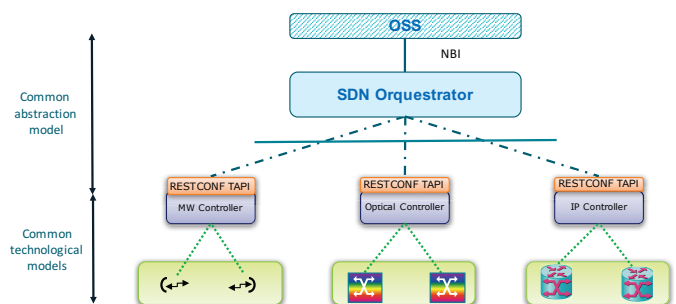 OSS
NBI
SDN Orquestrator
Common
abstraction
model
RESTCONF TAPI
RESTCONF TAPI
RESTCONF TAPI
MW Controller
Optical Controller
IP Controller
Common
technological
models